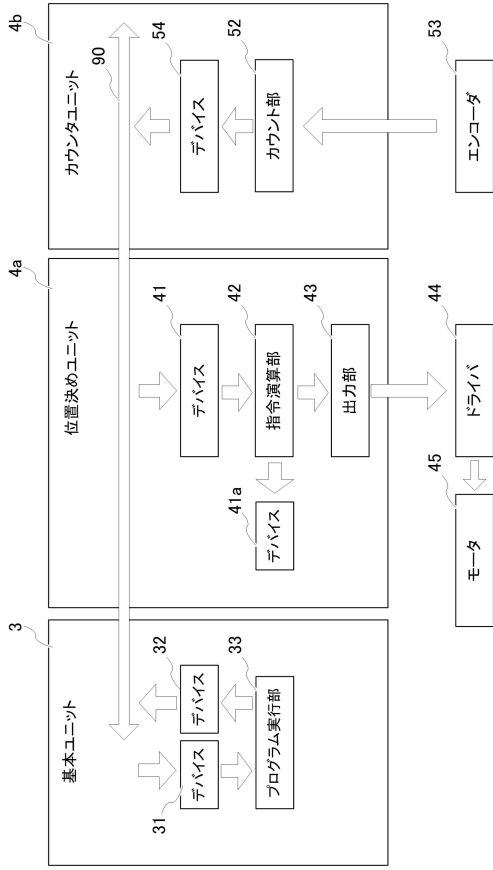 3
基本ユニット
デバイス
31
デバイス
32
プログラム実行部
33
4a
位置決めユニット
デバイス
41
指令演算部
42
出力部
43
デバイス
41a
ドライバ
44
モータ
45
4b
カウンタユニット
90
デバイス
54
カウント部
52
エンコーダ
53